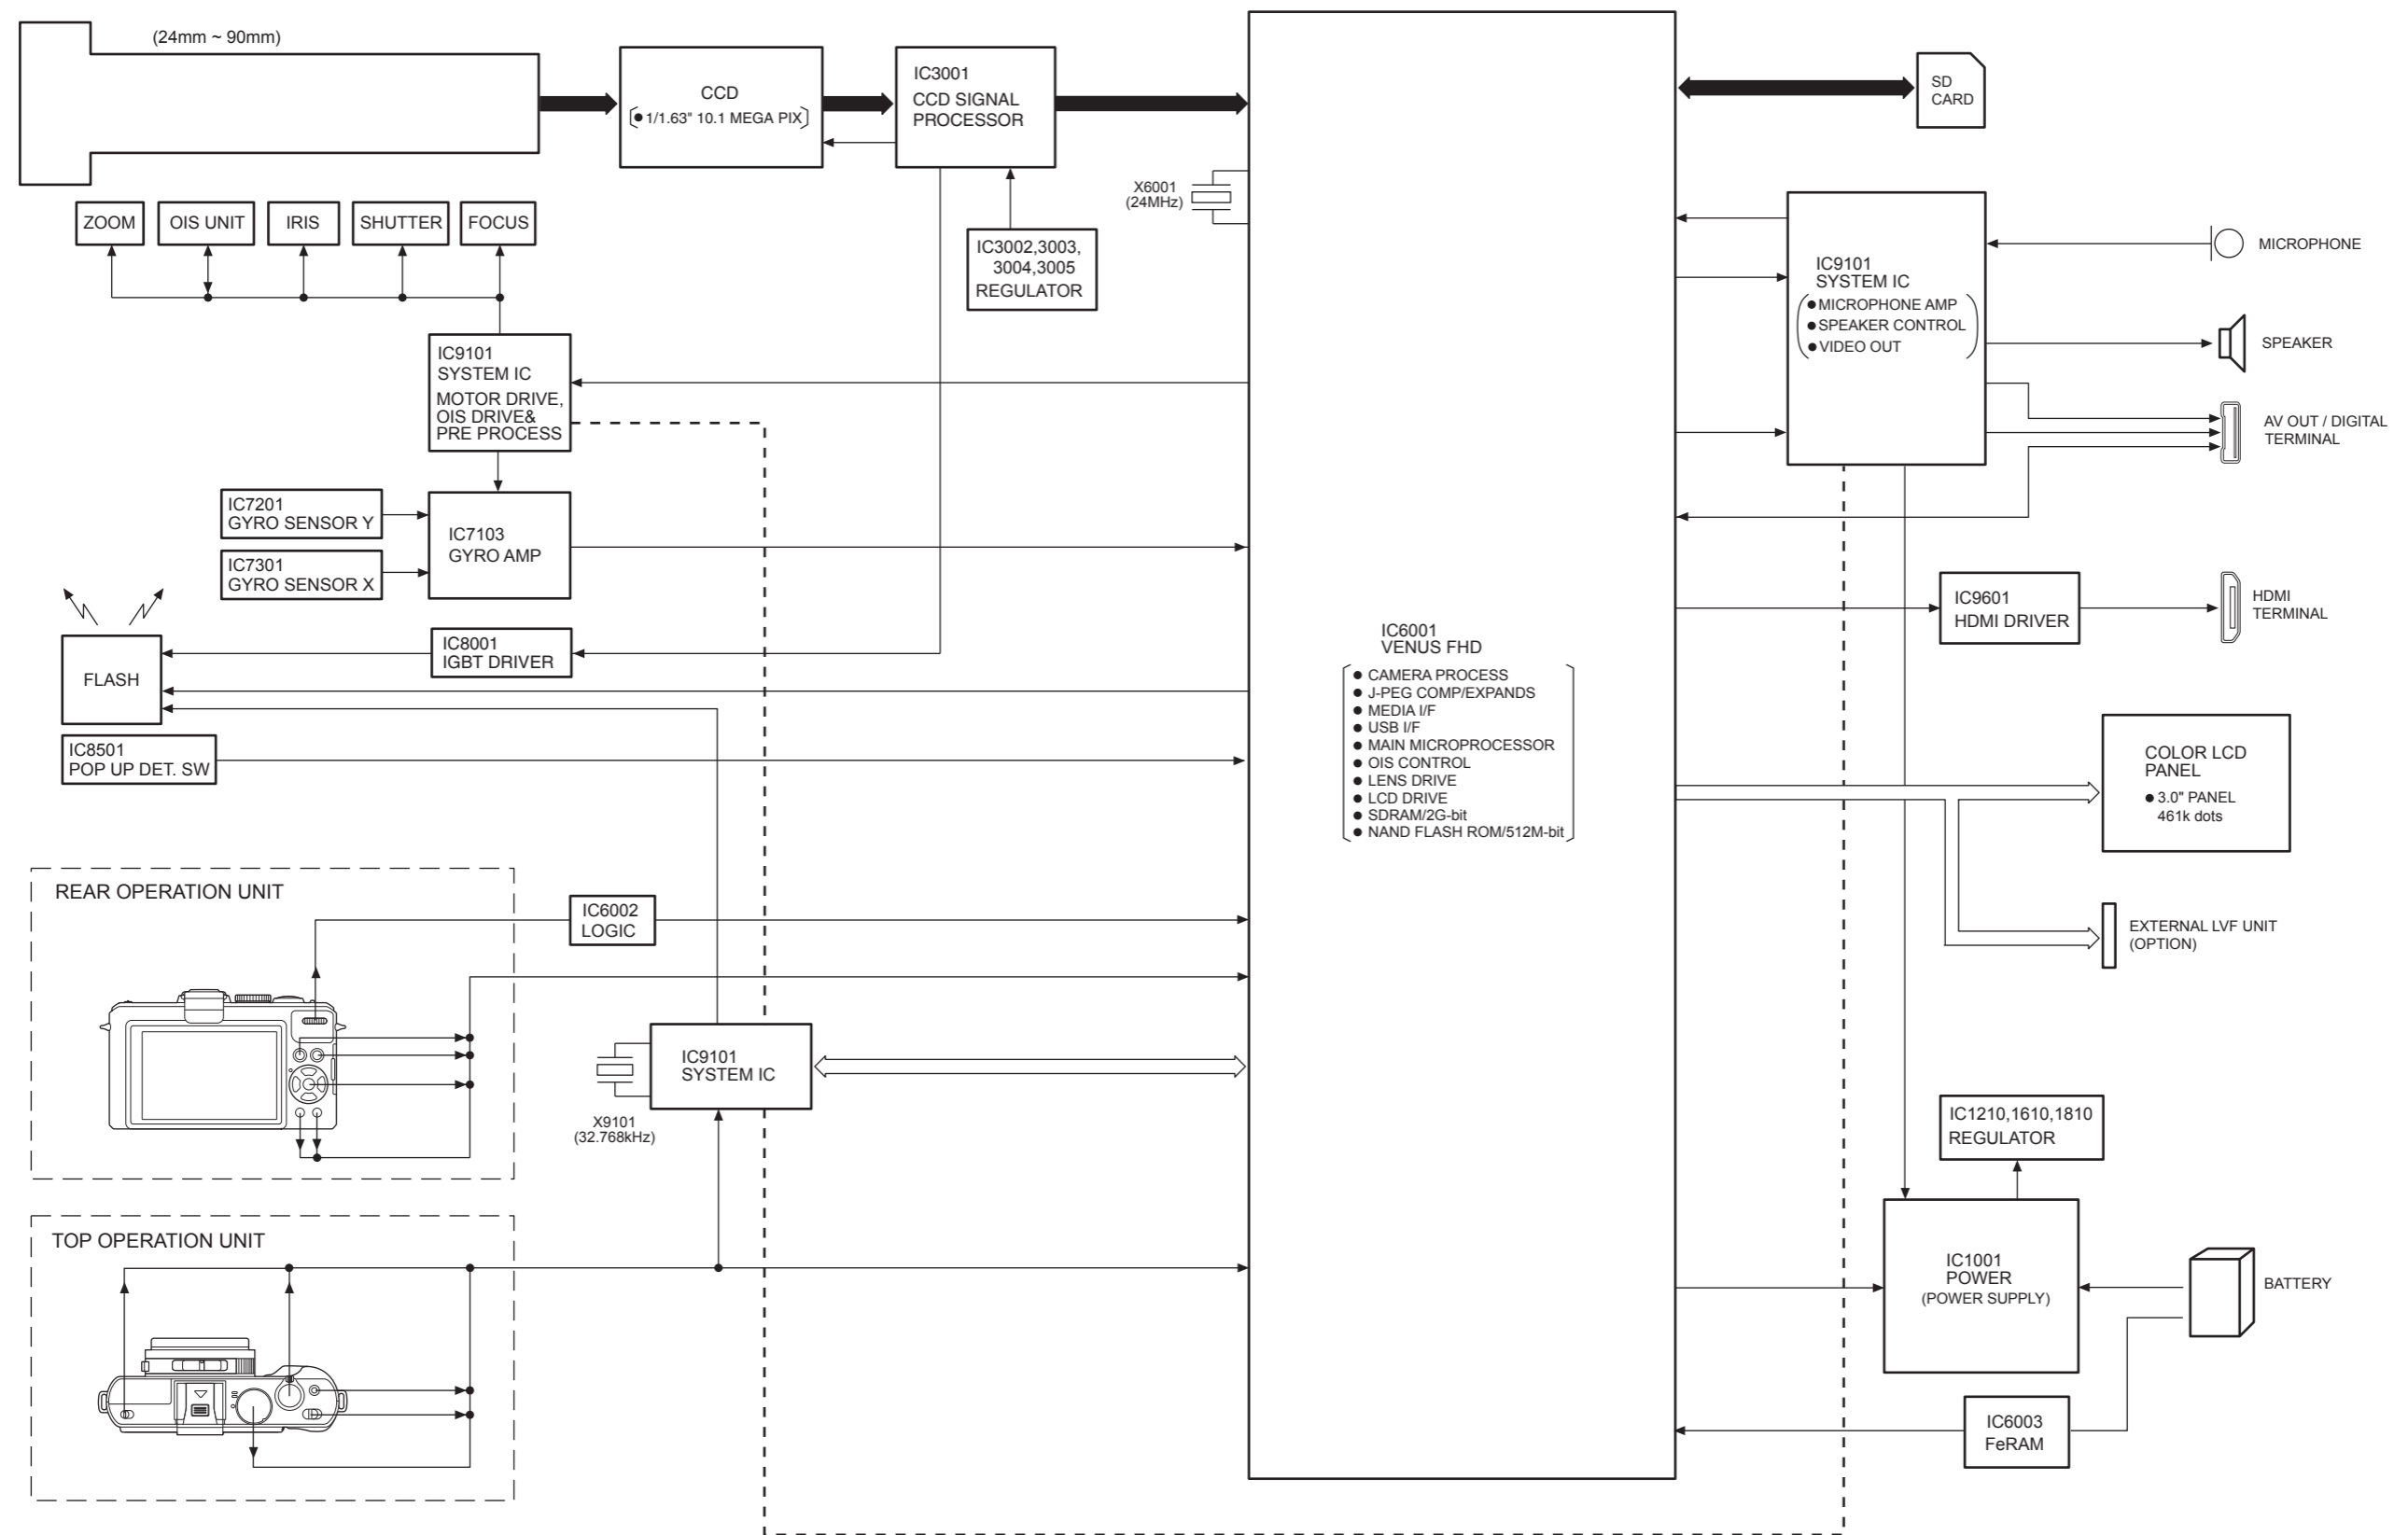 (24mm ~ 90mm)
CCD
● 1/1.63" 10.1 MEGA PIX
IC3001
CCD SIGNAL
PROCESSOR
SD
CARD
X6001
(24MHz)
ZOOM
OIS UNIT
IRIS
SHUTTER
FOCUS
IC3002,3003,
3004,3005
REGULATOR
IC9101
SYSTEM IC
● MICROPHONE AMP
● SPEAKER CONTROL
● VIDEO OUT
MICROPHONE
SPEAKER
AV OUT / DIGITAL
TERMINAL
IC9101
SYSTEM IC
MOTOR DRIVE,
OIS DRIVE&
PRE PROCESS
IC7201
GYRO SENSOR Y
IC7301
GYRO SENSOR X
IC7103
GYRO AMP
IC9601
HDMI DRIVER
HDMI
TERMINAL
FLASH
IC8001
IGBT DRIVER
IC8501
POP UP DET. SW
IC6001
VENUS FHD
● CAMERA PROCESS
● J-PEG COMP/EXPANDS
● MEDIA I/F
● USB I/F
● MAIN MICROPROCESSOR
● OIS CONTROL
● LENS DRIVE
● LCD DRIVE
● SDRAM/2G-bit
● NAND FLASH ROM/512M-bit
COLOR LCD
PANEL
● 3.0" PANEL
461k dots
EXTERNAL LVF UNIT
(OPTION)
REAR OPERATION UNIT
IC6002
LOGIC
IC9101
SYSTEM IC
X9101
(32.768kHz)
IC1210,1610,1810
REGULATOR
TOP OPERATION UNIT
IC1001
POWER
(POWER SUPPLY)
BATTERY
IC6003
FeRAM